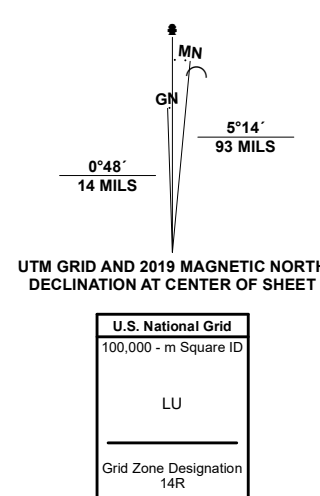 MN
GN
5°14´
93 MILS
0°48´
14 MILS
UTM GRID AND 2019 MAGNETIC NORTH
DECLINATION AT CENTER OF SHEET
U.S. National Grid
100,000 - m Square ID
LU
Grid Zone Designation
14R